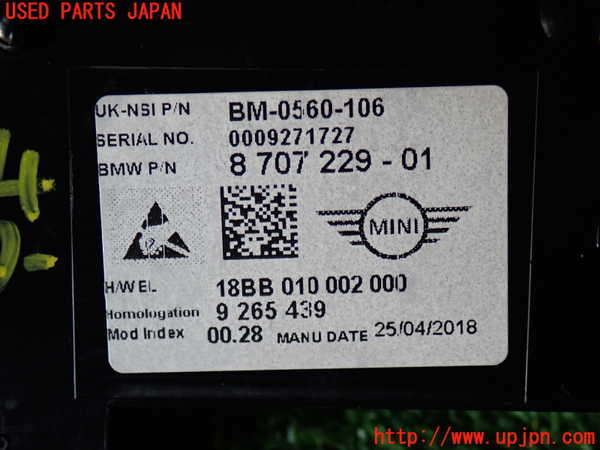 USED PARTS JAPAN
UK-NSI P/N BM-0560-106
SERIAL NO. 0009271727
BMW P/N 8 707 229 - 01
MINI
H/W EL 18BB 010 002 000
Homologation 9 265 439
Mod Index 00.28 MANU DATE 25/04/2018
http://www.upjpn.com/